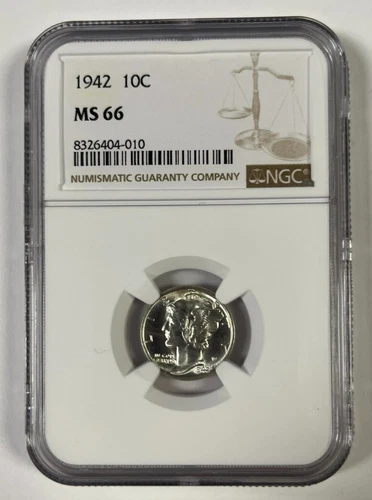 1942 10C
MS 66
8326404-010
NUMISMATIC GUARANTY COMPANY
NGC